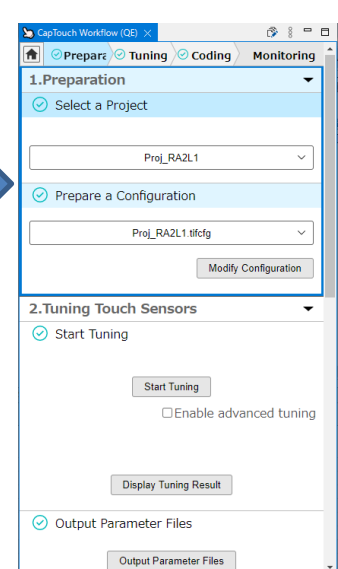 CapTouch Workflow (QE)
Prepara Tuning Coding Monitoring
1.Preparation
Select a Project
Proj_RA2L1
Prepare a Configuration
Proj_RA2L1.tifcfg
Modify Configuration
2.Tuning Touch Sensors
Start Tuning
Start Tuning
Enable advanced tuning
Display Tuning Result
Output Parameter Files
Output Parameter Files